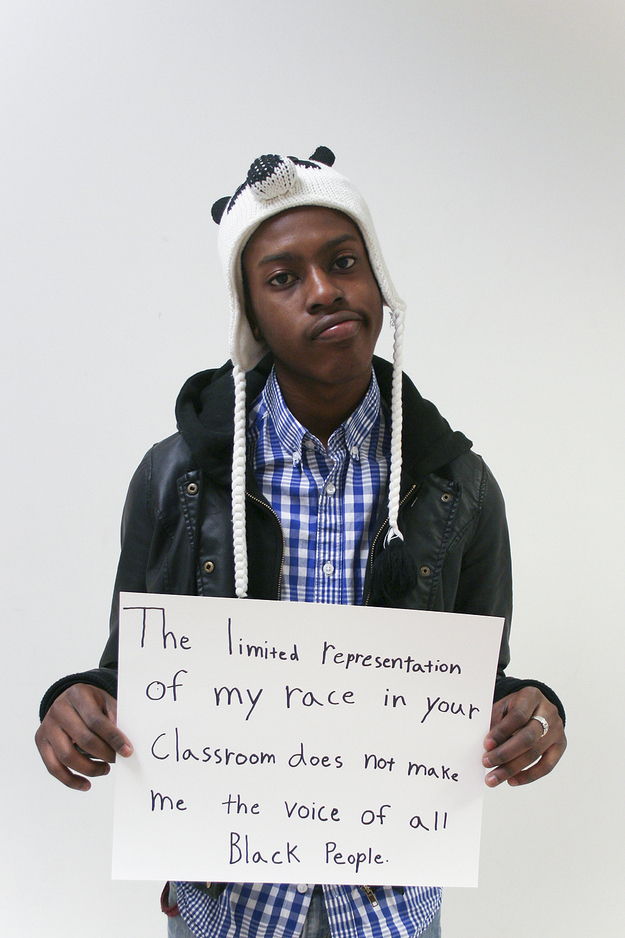 The limited representation
of my race in your
Classroom does not make
me the voice of all
Black People.